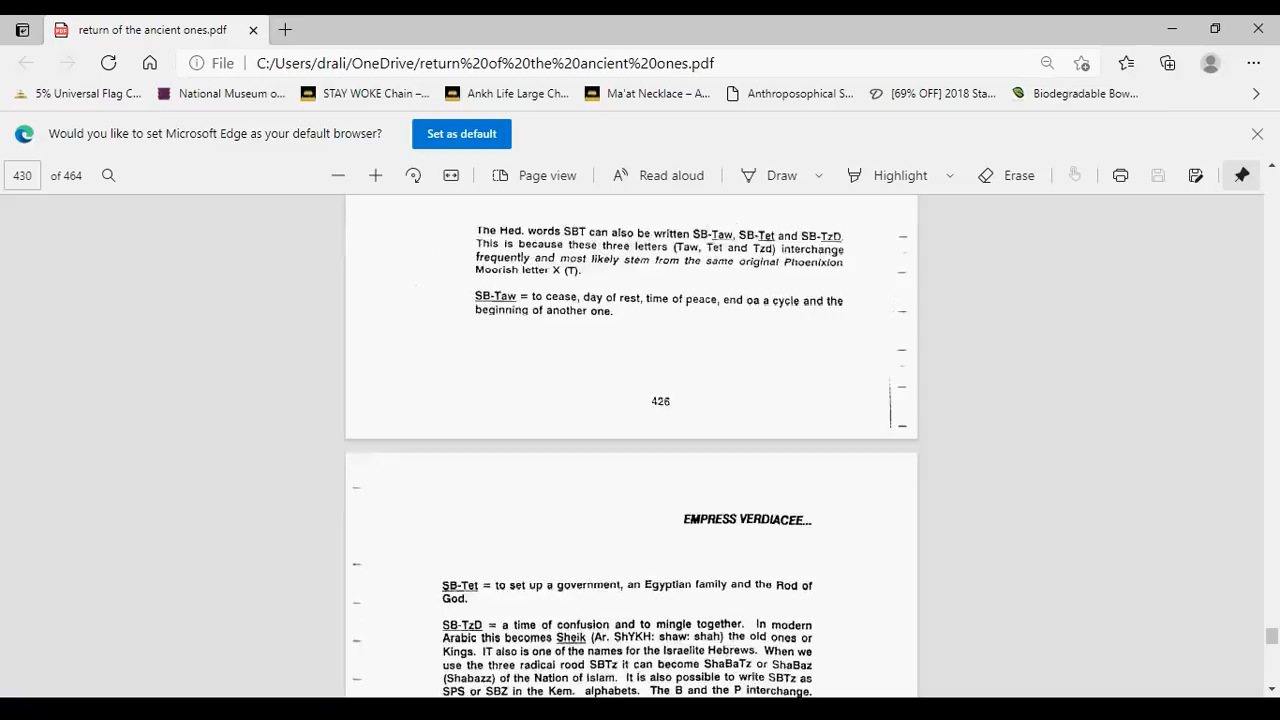 return of the ancient ones.pdf
File C:/Users/drali/OneDrive/return%20of%20the%20ancient%20ones.pdf
5% Universal Flag C... National Museum o... STAY WOKE Chain –... Ankh Life Large Ch... Ma'at Necklace – A... Anthroposophical S... [69% OFF] 2018 Sta... Biodegradable Bow...
Would you like to set Microsoft Edge as your default browser? Set as default
430 of 464 Page view Read aloud Draw Highlight Erase
The Hed. words SBT can also be written SB-Taw, SB-Tet and SB-TzD.
This is because these three letters (Taw, Tet and Tzd) interchange
frequently and most likely stem from the same original Phoenixion
Moorish letter X (T).
SB-Taw = to cease, day of rest, time of peace, end oa a cycle and the
beginning of another one.
426
EMPRESS VERDIACEE...
SB-Tet = to set up a government, an Egyptian family and the Rod of
God.
SB-TzD = a time of confusion and to mingle together. In modern
Arabic this becomes Sheik (Ar. ShYKH: shaw: shah) the old ones or
Kings. IT also is one of the names for the Israelite Hebrews. When we
use the three radical rood SBTz it can become ShaBaTz or ShaBaz
(Shabazz) of the Nation of islam. It is also possible to write SBTz as
SPS or SBZ in the Kem. alphabets. The B and the P interchange.